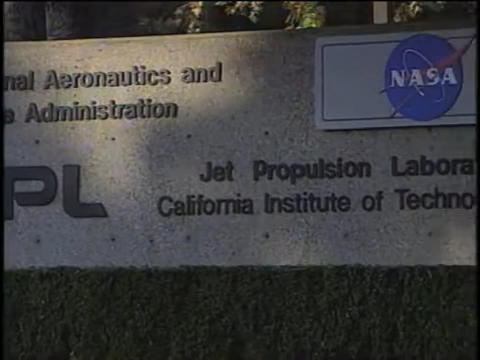 nal Aeronautics and
e Administration
NASA
PL
Jet Propulsion Labora
California Institute of Techno